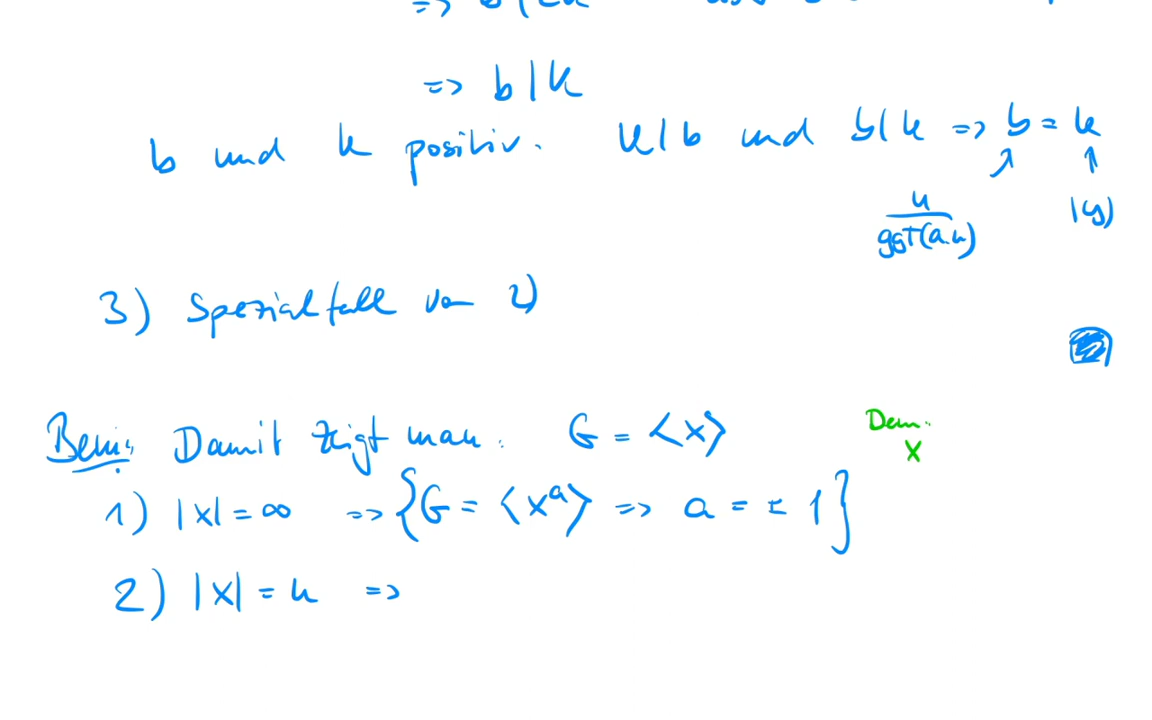 => b | k
b und k positiv. k | b und b | k => b = k
n / ggT(a,n) |y|
3) Spezialfall von 2)
Bem: Damit zeigt man: G = <x> Dem.
X
1) |x| = ∞ => {G = <x^a> => a = ± 1}
2) |x| = n =>